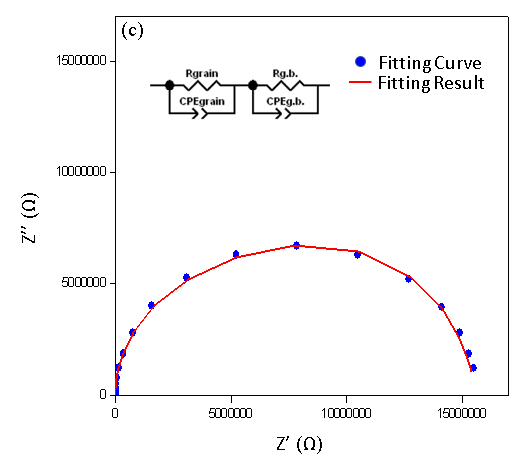 (c)
Rgrain
Rg.b.
CPEgrain
CPEg.b.
Fitting Curve
Fitting Result
15000000
10000000
5000000
0
Z′′ (Ω)
0
5000000
10000000
15000000
Z′ (Ω)